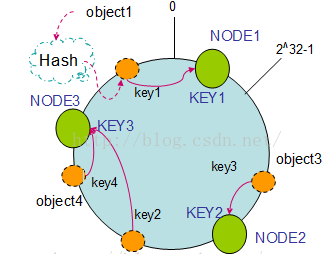 object1
0
NODE1
2^32-1
Hash
NODE3
key1
KEY1
KEY3
http://blog.csdn.net/
key3
object3
key4
object4
key2
KEY2
NODE2